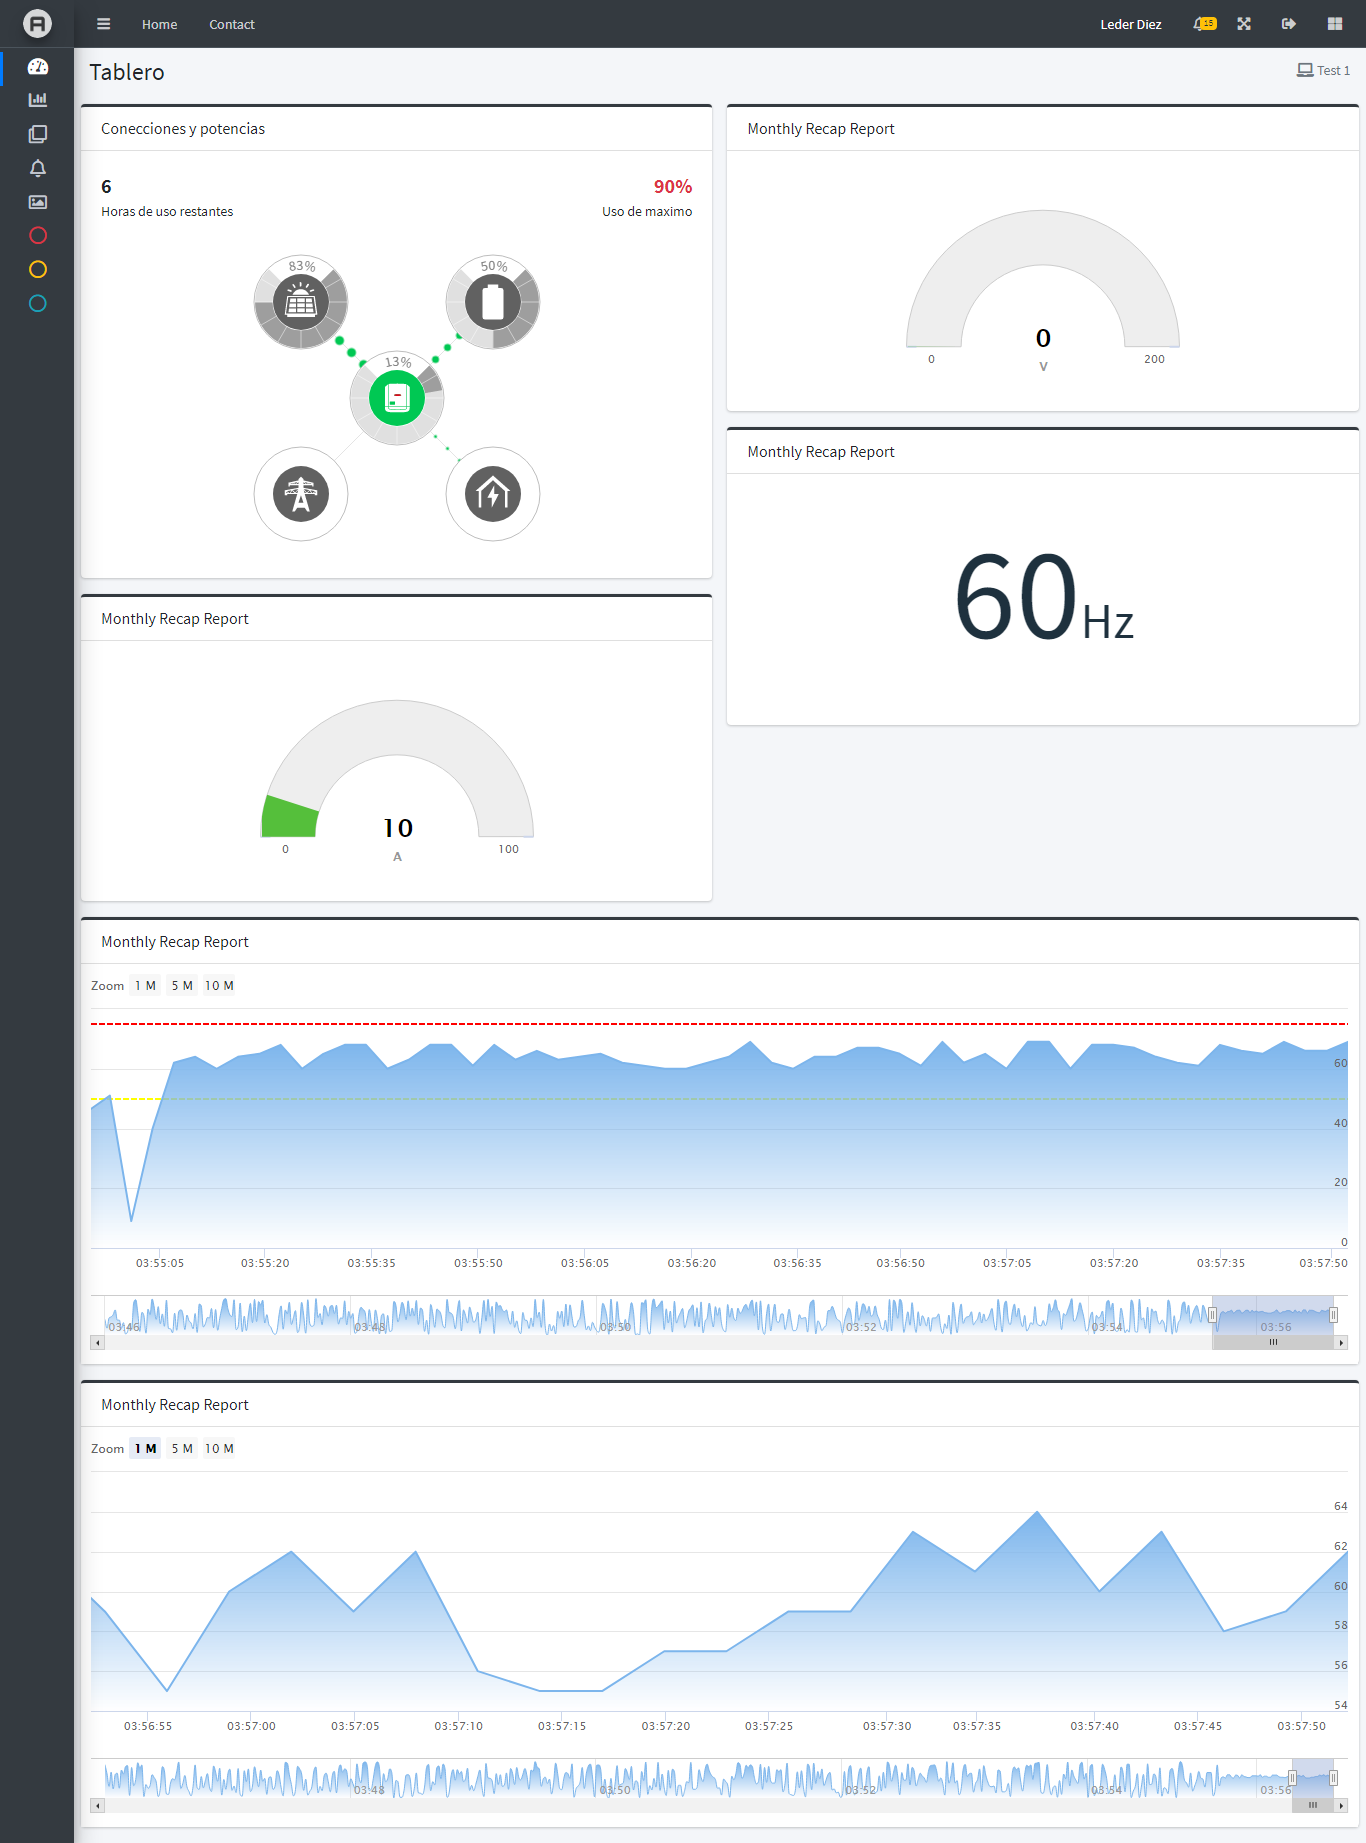 Home
Contact
Leder Diez
15
Tablero
Test 1
Conecciones y potencias
6
90%
Horas de uso restantes
Uso de maximo
83%
50%
13%
Monthly Recap Report
0
0
200
V
Monthly Recap Report
60Hz
Monthly Recap Report
10
0
100
A
Monthly Recap Report
Zoom 1 M 5 M 10 M
60
40
20
0
03:55:05 03:55:20 03:55:35 03:55:50 03:56:05 03:56:20 03:56:35 03:56:50 03:57:05 03:57:20 03:57:35 03:57:50
03:46 03:48 03:50 03:52 03:54 03:56
Monthly Recap Report
Zoom 1 M 5 M 10 M
64
62
60
58
56
54
03:56:55 03:57:00 03:57:05 03:57:10 03:57:15 03:57:20 03:57:25 03:57:30 03:57:35 03:57:40 03:57:45 03:57:50
03:48 03:50 03:52 03:54 03:56